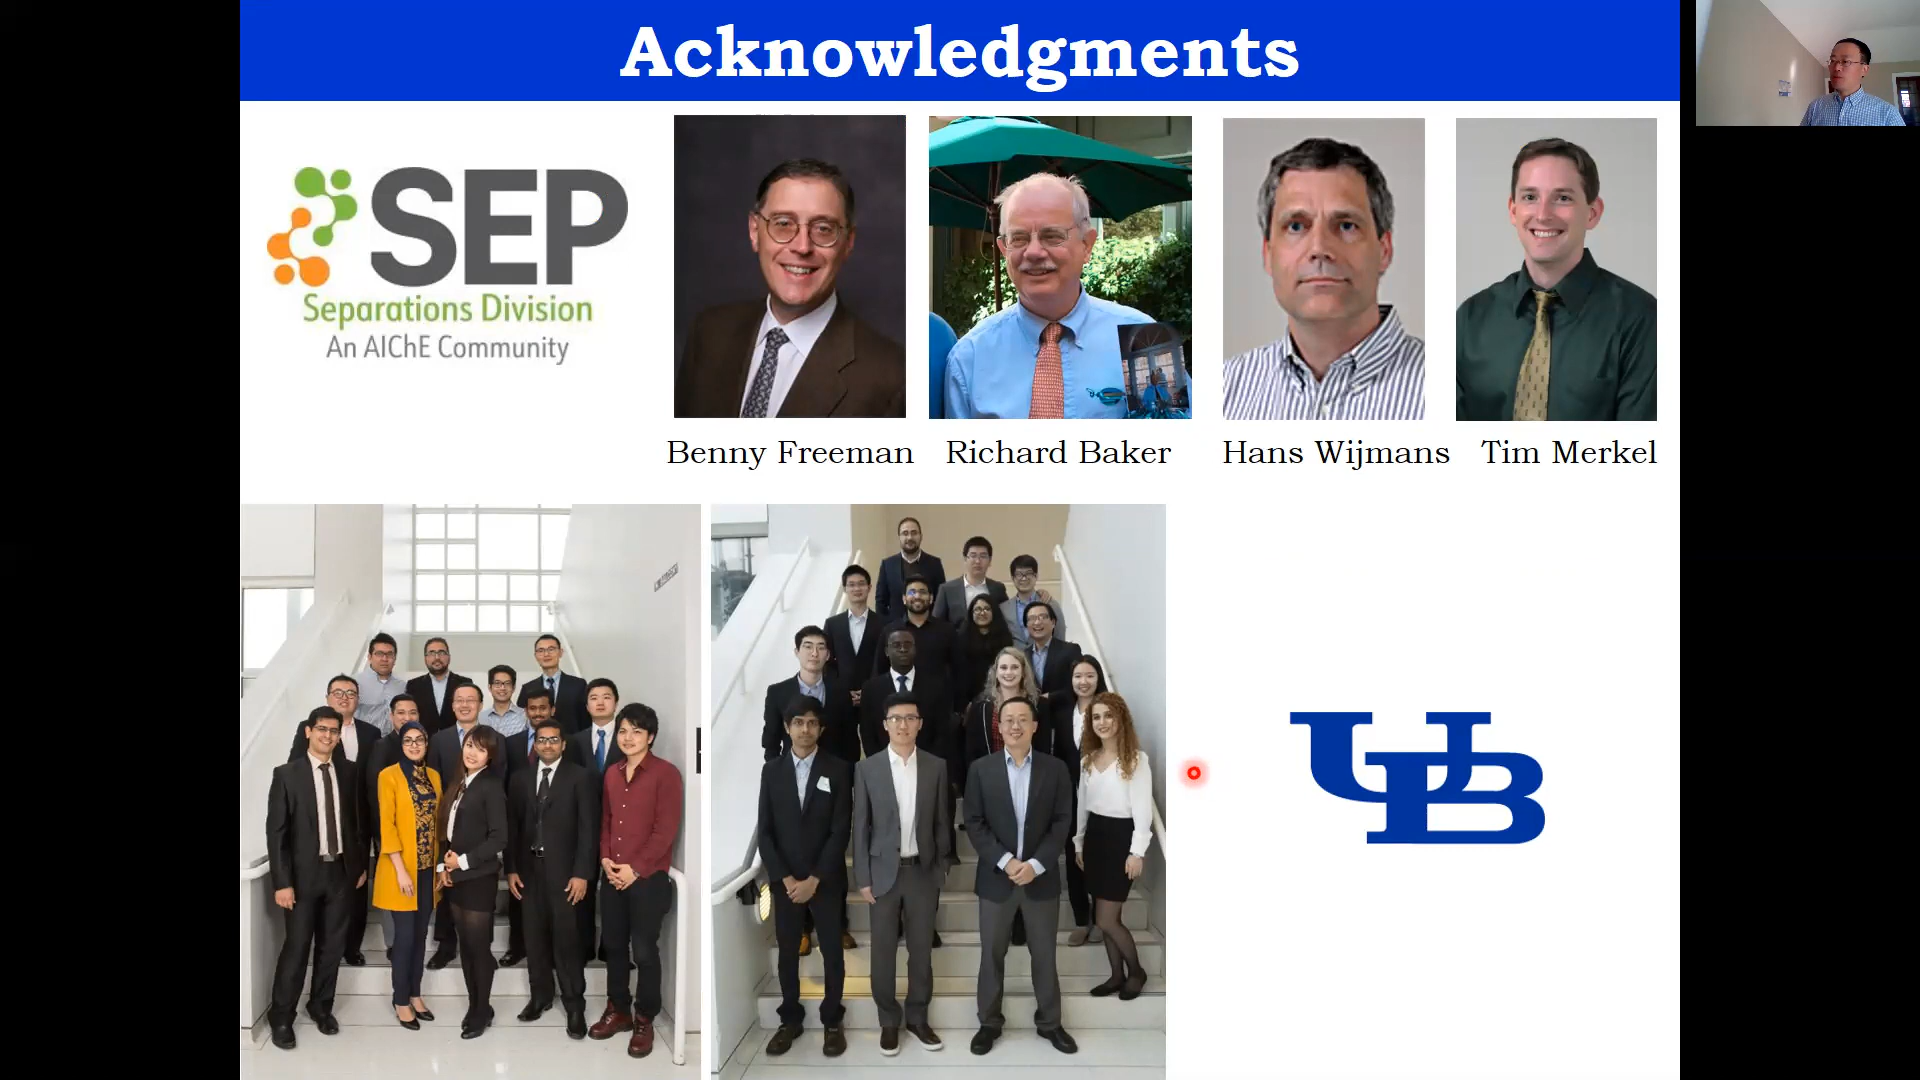 Acknowledgments
SEP
Separations Division
An AIChE Community
Benny Freeman
Richard Baker
Hans Wijmans
Tim Merkel
UB